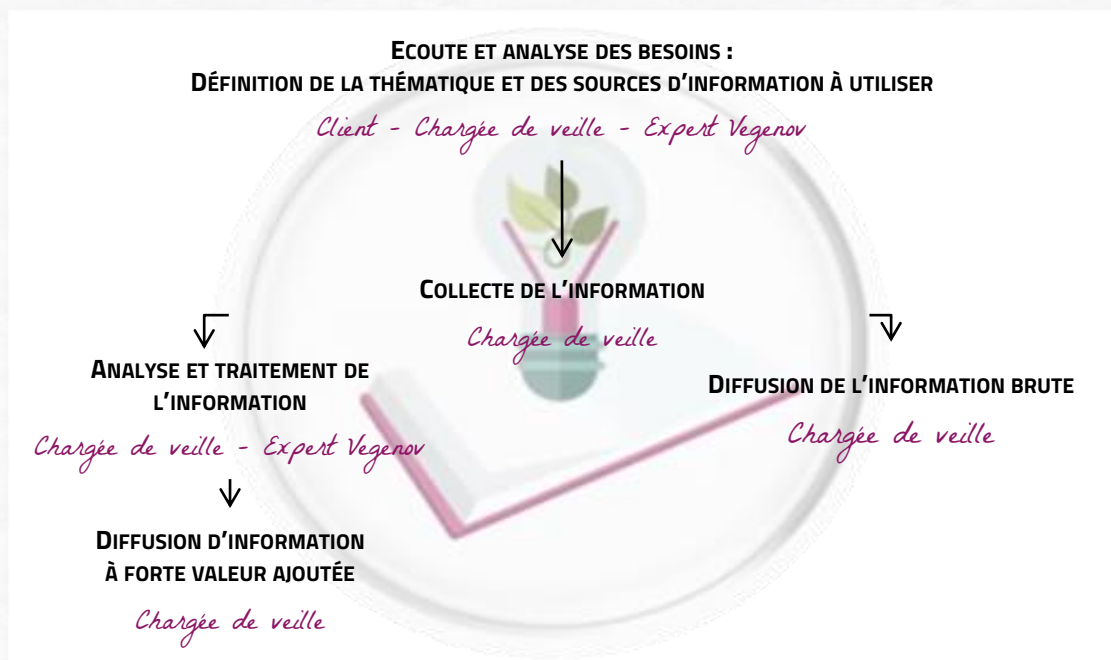 ECOUTE ET ANALYSE DES BESOINS :
DÉFINITION DE LA THÉMATIQUE ET DES SOURCES D'INFORMATION À UTILISER
Client - Chargée de veille - Expert Vegenov
COLLECTE DE L'INFORMATION
Chargée de veille
ANALYSE ET TRAITEMENT DE
L'INFORMATION
Chargée de veille - Expert Vegenov
DIFFUSION D'INFORMATION
À FORTE VALEUR AJOUTÉE
Chargée de veille
DIFFUSION DE L'INFORMATION BRUTE
Chargée de veille